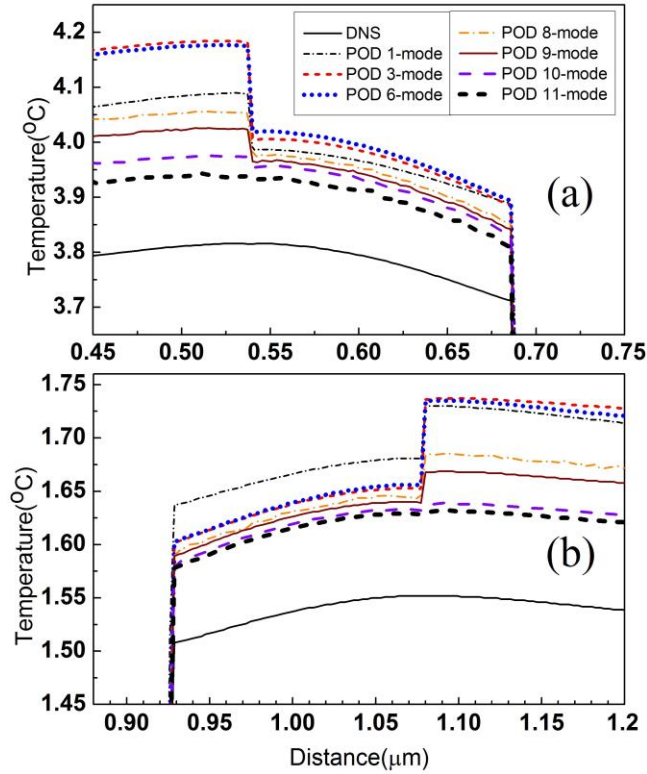 (a)
DNS
POD 1-mode
POD 3-mode
POD 6-mode
POD 8-mode
POD 9-mode
POD 10-mode
POD 11-mode
Temperature(°C)
4.2
4.1
4.0
3.9
3.8
3.7
0.45 0.50 0.55 0.60 0.65 0.70 0.75
(b)
Temperature(°C)
1.75
1.70
1.65
1.60
1.55
1.50
1.45
0.90 0.95 1.00 1.05 1.10 1.15 1.2
Distance(μm)